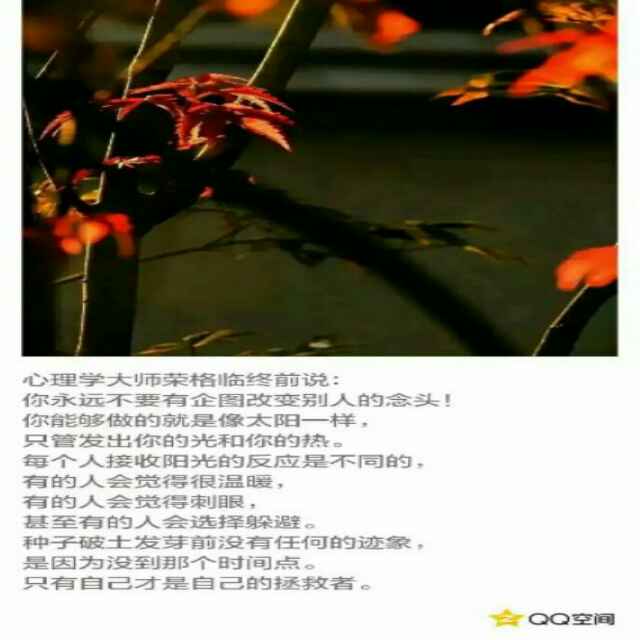 心理学大师荣格临终前说：
你永远不要有企图改变别人的念头！
你能够做的就是像太阳一样，
只管发出你的光和你的热。
每个人接收阳光的反应是不同的，
有的人会觉得很温暖，
有的人会觉得刺眼，
甚至有的人会选择躲避。
种子破土发芽前没有任何的迹象，
是因为没到那个时间点。
只有自己才是自己的拯救者。
QQ空间